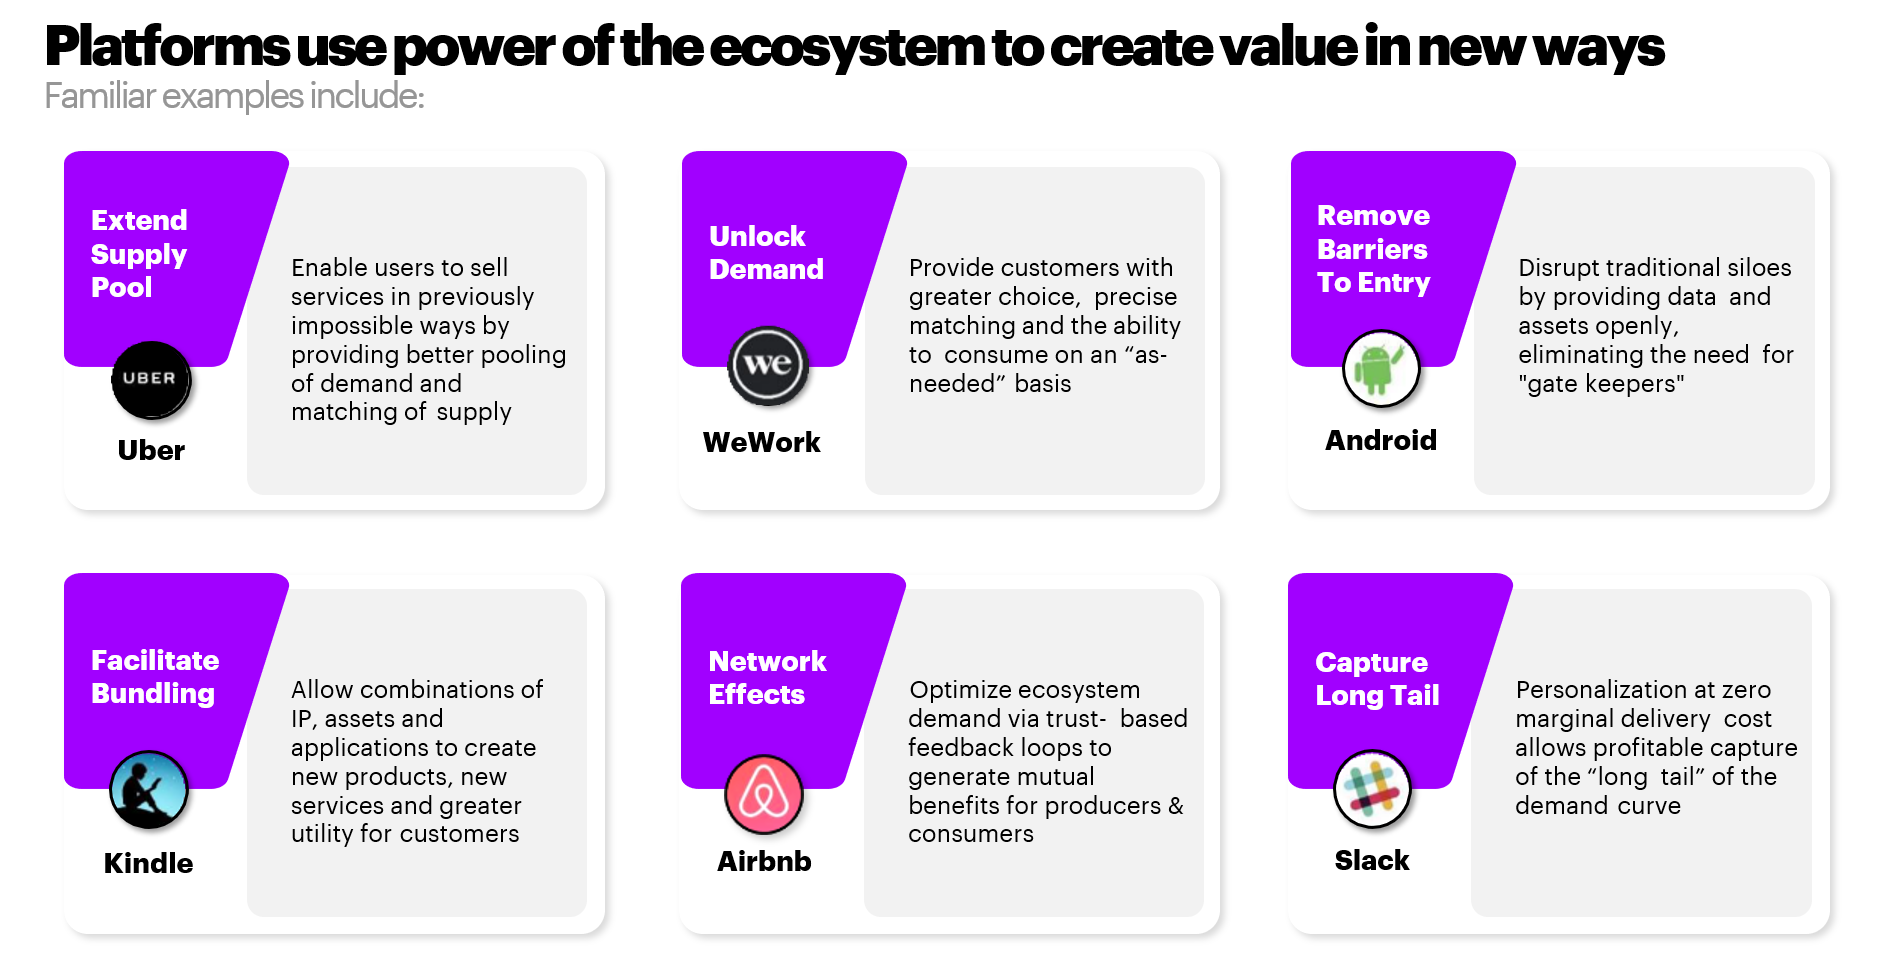 Platforms use power of the ecosystem to create value in new ways
Familiar examples include:
Extend
Supply
Pool
UBER
Uber
Enable users to sell
services in previously
impossible ways by
providing better pooling
of demand and
matching of supply
Unlock
Demand
we
WeWork
Provide customers with
greater choice, precise
matching and the ability
to consume on an “as-
needed” basis
Remove
Barriers
To Entry
Android
Disrupt traditional siloes
by providing data and
assets openly,
eliminating the need for
"gate keepers"
Facilitate
Bundling
Kindle
Allow combinations of
IP, assets and
applications to create
new products, new
services and greater
utility for customers
Network
Effects
Airbnb
Optimize ecosystem
demand via trust- based
feedback loops to
generate mutual
benefits for producers &
consumers
Capture
Long Tail
Slack
Personalization at zero
marginal delivery cost
allows profitable capture
of the “long tail” of the
demand curve